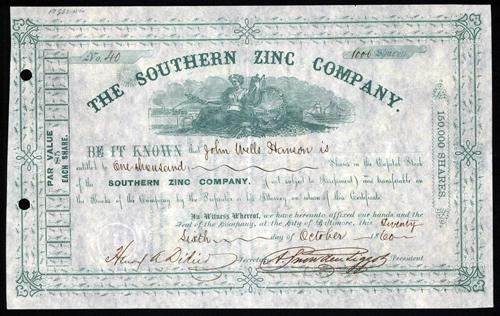 No. 40
1000 Shares
THE SOUTHERN ZINC COMPANY.
BE IT KNOWN that John Wells Hanson is
entitled to One thousand Shares in the Capital Stock
of the SOUTHERN ZINC COMPANY. not subject to and transferable on
the Books of the Company by the in Person or by Attorney on of this Certificate.
In Witness Whereof, we have hereunto affixed our hands and the
Seal of the Company, at the City of Baltimore, this Twenty
Sixth day of October 1860
Secretary
President
PAR VALUE
$5
EACH SHARE.
150,000 SHARES.